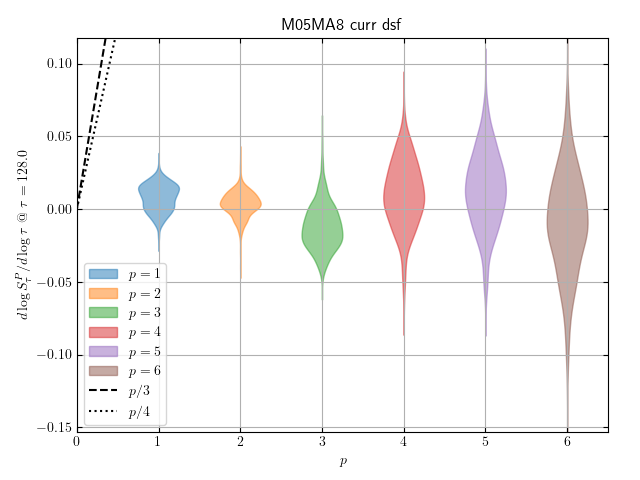 M05MA8 curr dsf
d log S_τ^P / d log τ @ τ = 128.0
0.10
0.05
0.00
−0.05
−0.10
−0.15
p = 1
p = 2
p = 3
p = 4
p = 5
p = 6
p/3
p/4
0 1 2 3 4 5 6
p